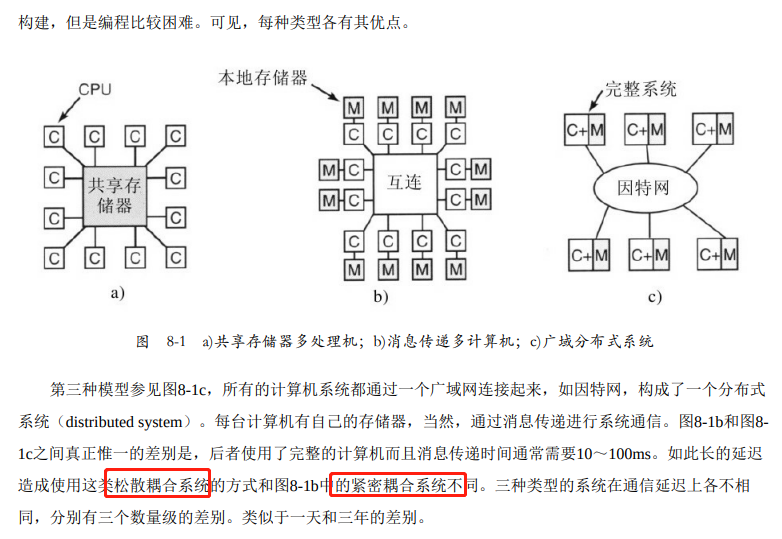 构建，但是编程比较困难。可见，每种类型各有其优点。
CPU
C C C C
C 共享存储器 C
C C
C C C C
a)
本地存储器
M M M M
C C C C
M C 互连 C M
M C C M
C C C C
M M M M
b)
完整系统
C+ M C+ M C+ M
因特网
C+ M C+ M C+ M
c)
图 8-1 a)共享存储器多处理机；b)消息传递多计算机；c)广域分布式系统
第三种模型参见图8-1c，所有的计算机系统都通过一个广域网连接起来，如因特网，构成了一个分布式
系统（distributed system）。每台计算机有自己的存储器，当然，通过消息传递进行系统通信。图8-1b和图8-
1c之间真正惟一的差别是，后者使用了完整的计算机而且消息传递时间通常需要10～100ms。如此长的延迟
造成使用这类松散耦合系统的方式和图8-1b中的紧密耦合系统不同。三种类型的系统在通信延迟上各不相
同，分别有三个数量级的差别。类似于一天和三年的差别。